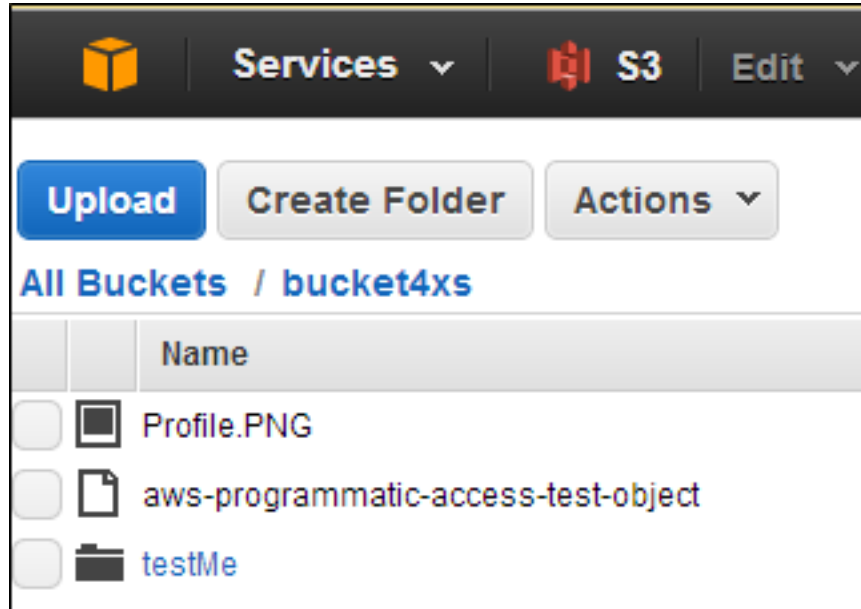 Services S3 Edit
Upload Create Folder Actions
All Buckets / bucket4xs
Name
Profile.PNG
aws-programmatic-access-test-object
testMe